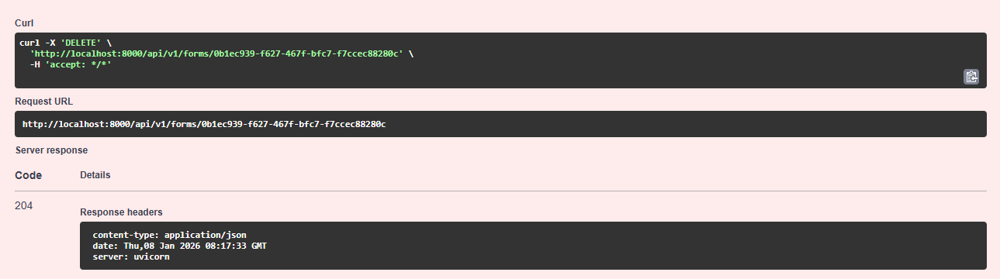 Curl
curl -X 'DELETE' \
  'http://localhost:8000/api/v1/forms/0b1ec939-f627-467f-bfc7-f7ccec88280c' \
  -H 'accept: */*'
Request URL
http://localhost:8000/api/v1/forms/0b1ec939-f627-467f-bfc7-f7ccec88280c
Server response
Code Details
204
Response headers
content-type: application/json
date: Thu,08 Jan 2026 08:17:33 GMT
server: uvicorn